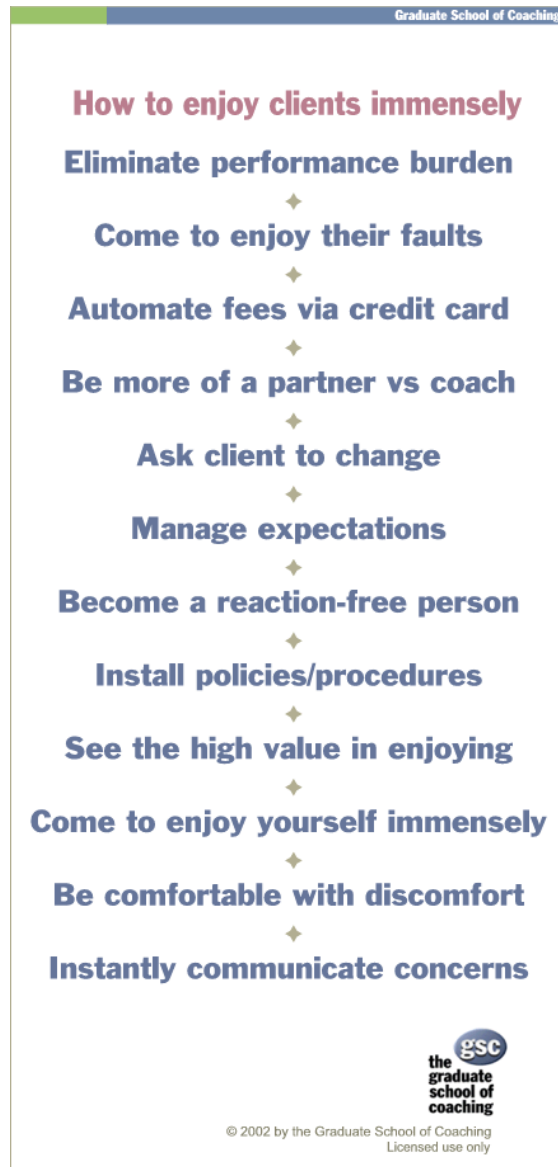 Graduate School of Coaching
How to enjoy clients immensely
Eliminate performance burden
Come to enjoy their faults
Automate fees via credit card
Be more of a partner vs coach
Ask client to change
Manage expectations
Become a reaction-free person
Install policies/procedures
See the high value in enjoying
Come to enjoy yourself immensely
Be comfortable with discomfort
Instantly communicate concerns
gsc
the
graduate
school of
coaching
© 2002 by the Graduate School of Coaching
Licensed use only